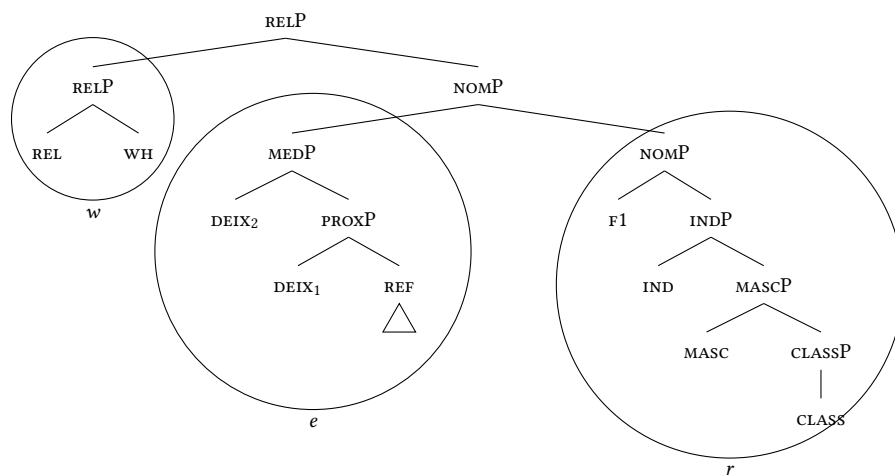 RELP
RELP NOMP
REL WH MEDP NOMP
w DEIX₂ PROXP F1 INDP
DEIX₁ REF IND MASCP
MASC CLASSP
e CLASS
r